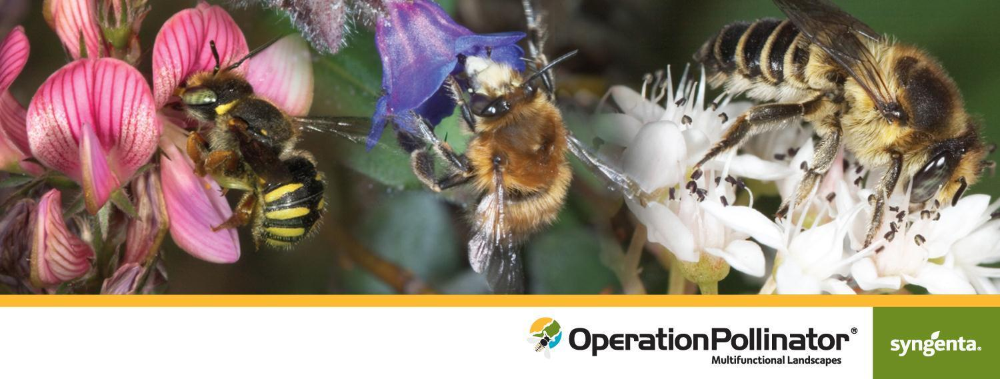 OperationPollinator®
Multifunctional Landscapes
syngenta®